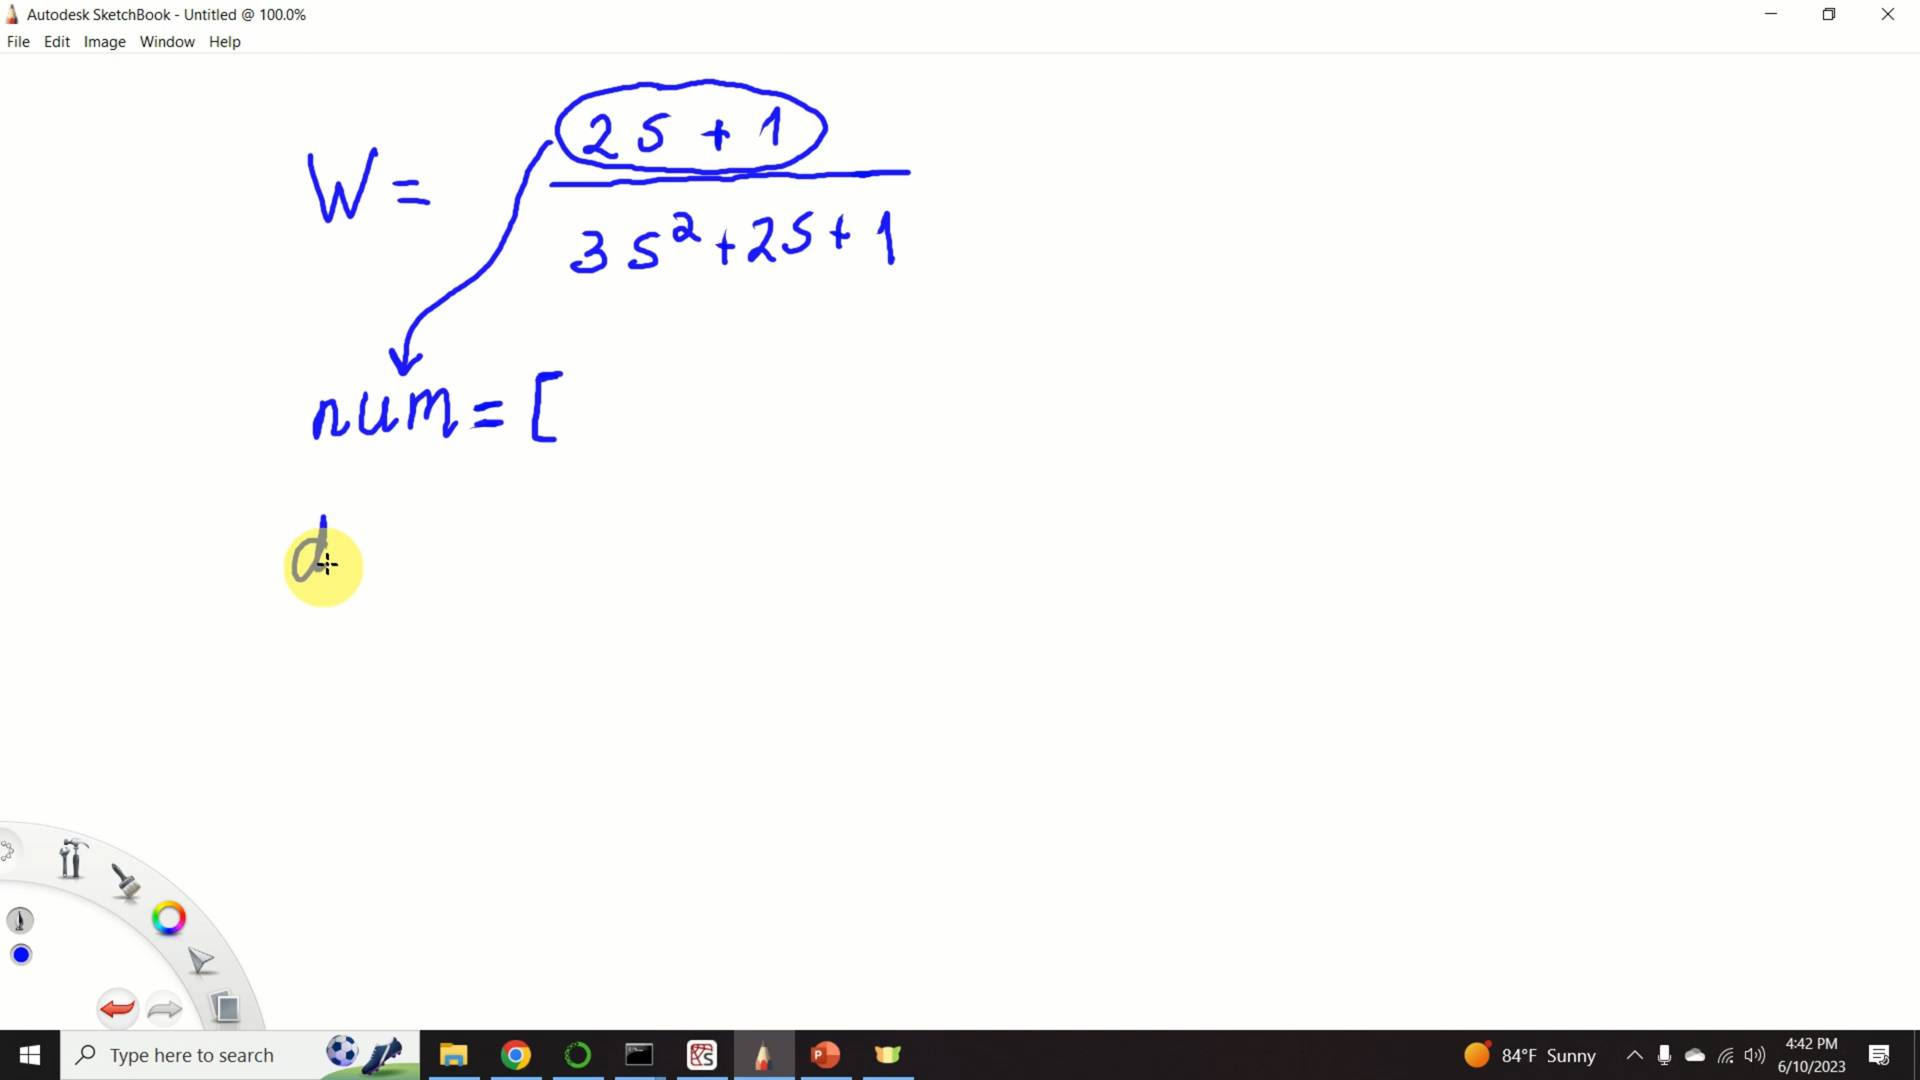 Autodesk SketchBook - Untitled @ 100.0%
File Edit Image Window Help
W = 2s + 1
3s²+2s+1
num = [
d
Type here to search
84°F Sunny
4:42 PM
6/10/2023